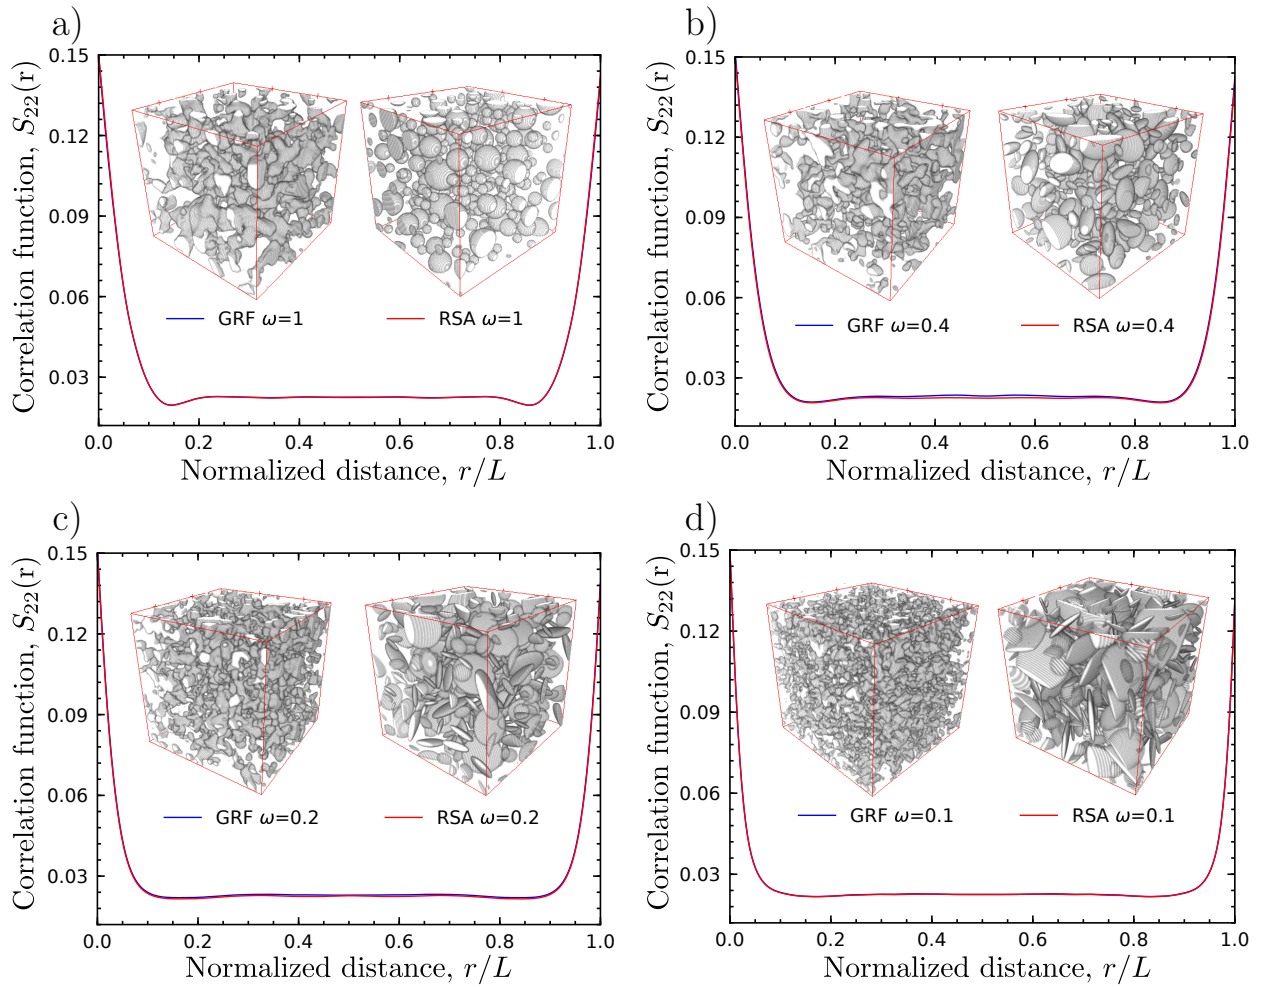 a)
Correlation function, S₂₂(r)
0.15
0.12
0.09
0.06
0.03
GRF ω=1
RSA ω=1
0.0 0.2 0.4 0.6 0.8 1.0
Normalized distance, r/L
b)
Correlation function, S₂₂(r)
0.15
0.12
0.09
0.06
0.03
GRF ω=0.4
RSA ω=0.4
0.0 0.2 0.4 0.6 0.8 1.0
Normalized distance, r/L
c)
Correlation function, S₂₂(r)
0.15
0.12
0.09
0.06
0.03
GRF ω=0.2
RSA ω=0.2
0.0 0.2 0.4 0.6 0.8 1.0
Normalized distance, r/L
d)
Correlation function, S₂₂(r)
0.15
0.12
0.09
0.06
0.03
GRF ω=0.1
RSA ω=0.1
0.0 0.2 0.4 0.6 0.8 1.0
Normalized distance, r/L